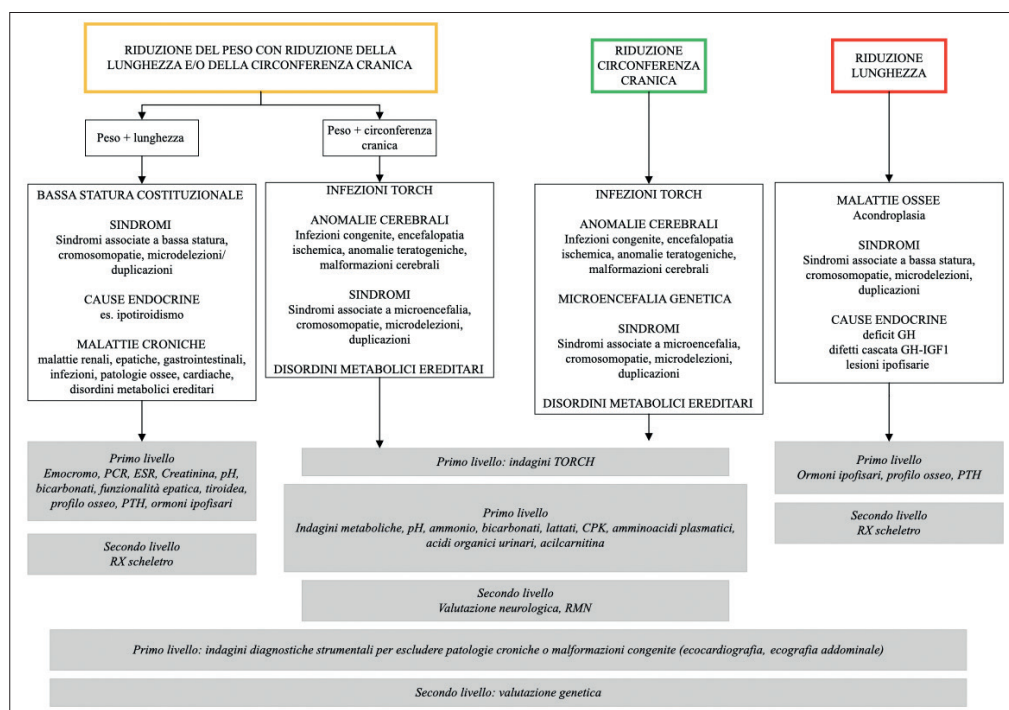 RIDUZIONE DEL PESO CON RIDUZIONE DELLA
LUNGHEZZA E/O DELLA CIRCONFERENZA CRANICA
Peso + lunghezza
Peso + circonferenza
cranica
BASSA STATURA COSTITUZIONALE
SINDROMI
Sindromi associate a bassa statura,
cromosomopatie, microdelezioni/
duplicazioni
CAUSE ENDOCRINE
es. ipotiroidismo
MALATTIE CRONICHE
malattie renali, epatiche, gastrointestinali,
infezioni, patologie ossee, cardiache,
disordini metabolici ereditari
INFEZIONI TORCH
ANOMALIE CEREBRALI
Infezioni congenite, encefalopatia
ischemica, anomalie teratogeniche,
malformazioni cerebrali
SINDROMI
Sindromi associate a microencefalia,
cromosomopatie, microdelezioni,
duplicazioni
DISORDINI METABOLICI EREDITARI
RIDUZIONE
CIRCONFERENZA
CRANICA
INFEZIONI TORCH
ANOMALIE CEREBRALI
Infezioni congenite, encefalopatia
ischemica, anomalie teratogeniche,
malformazioni cerebrali
MICROENCEFALIA GENETICA
SINDROMI
Sindromi associate a microencefalia,
cromosomopatie, microdelezioni,
duplicazioni
DISORDINI METABOLICI EREDITARI
RIDUZIONE
LUNGHEZZA
MALATTIE OSSEE
Acondroplasia
SINDROMI
Sindromi associate a bassa statura,
cromosomopatie, microdelezioni,
duplicazioni
CAUSE ENDOCRINE
deficit GH
difetti cascata GH-IGF1
lesioni ipofisarie
Primo livello
Emocromo, PCR, ESR, Creatinina, pH,
bicarbonati, funzionalità epatica, tiroidea,
profilo osseo, PTH, ormoni ipofisari
Secondo livello
RX scheletro
Primo livello: indagini TORCH
Primo livello
Indagini metaboliche, pH, ammonio, bicarbonati, lattati, CPK, amminoacidi plasmatici,
acidi organici urinari, acilcarnitina
Secondo livello
Valutazione neurologica, RMN
Primo livello
Ormoni ipofisari, profilo osseo, PTH
Secondo livello
RX scheletro
Primo livello: indagini diagnostiche strumentali per escludere patologie croniche o malformazioni congenite (ecocardiografia, ecografia addominale)
Secondo livello: valutazione genetica